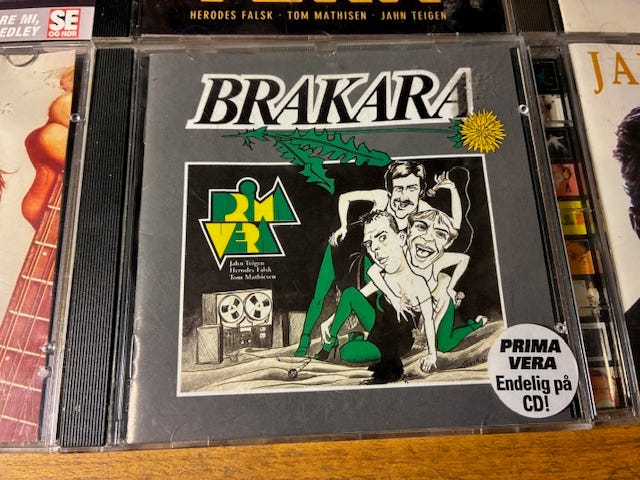 RE MI,
EDLEY
SE
OG HØR
HERODES FALSK · TOM MATHISEN · JAHN TEIGEN
JA
BRAKARA
PRIMA
VERA
Jahn Teigen
Herodes Falsk
Tom Mathisen
PRIMA
VERA
Endelig på
CD!